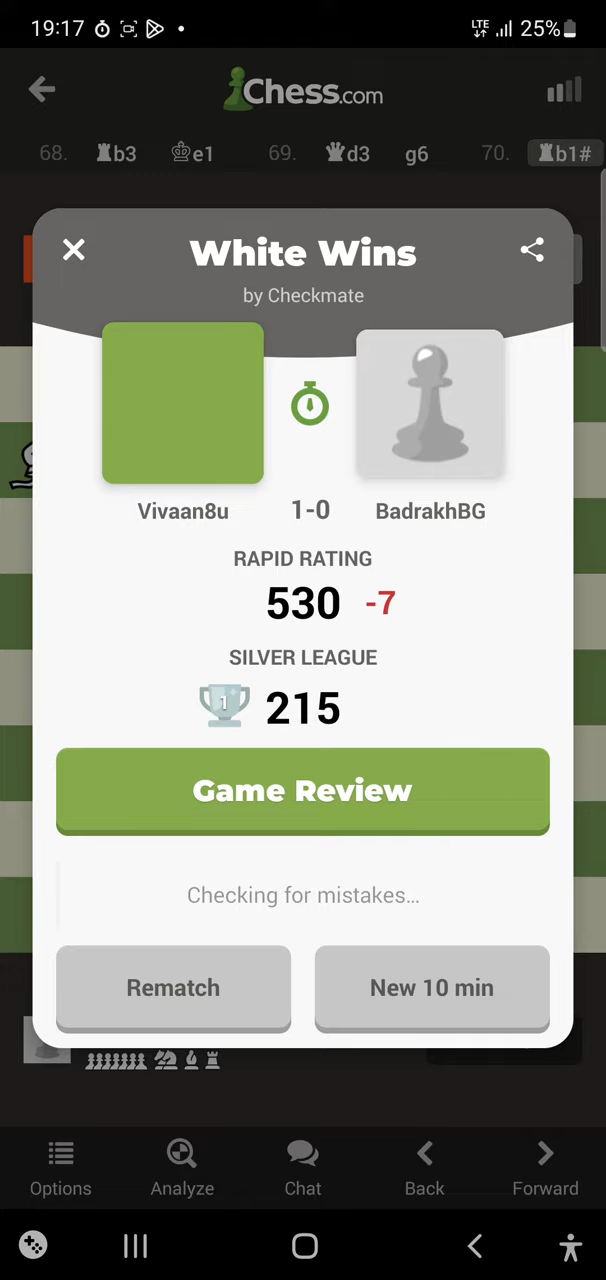 19:17 LTE 25%
Chess.com
68. b3 e1 69. d3 g6 70. b1#
White Wins
by Checkmate
Vivaan8u 1-0 BadrakhBG
RAPID RATING
530 -7
SILVER LEAGUE
1 215
Game Review
Checking for mistakes...
Rematch New 10 min
Options Analyze Chat Back Forward